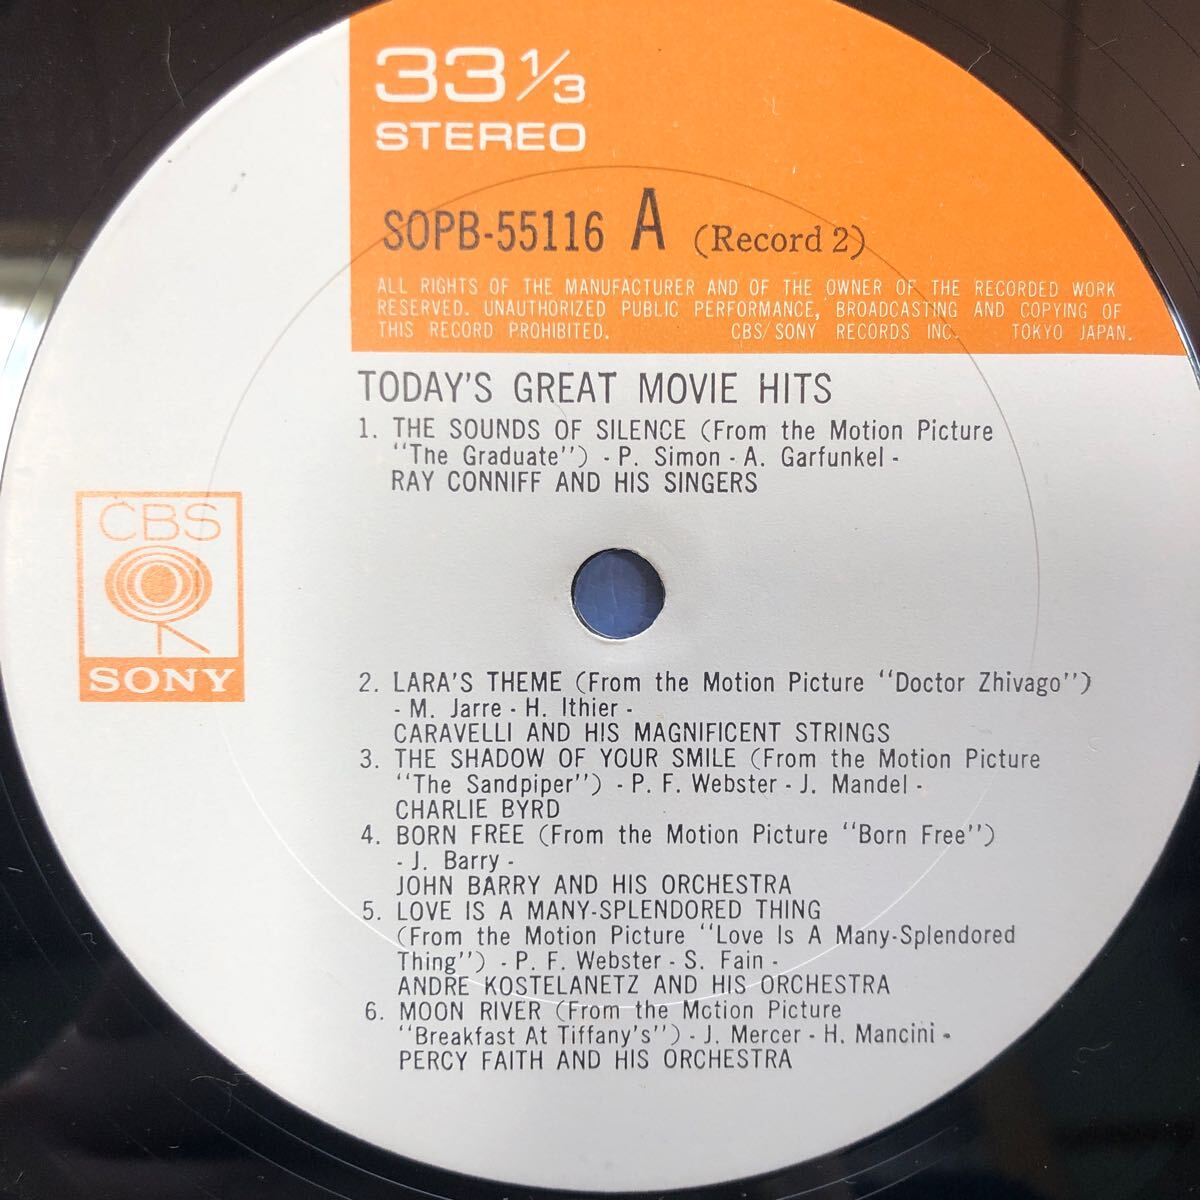 33 1/3
STEREO
SOPB-55116 A (Record 2)
ALL RIGHTS OF THE MANUFACTURER AND OF THE OWNER OF THE RECORDED WORK
RESERVED. UNAUTHORIZED PUBLIC PERFORMANCE, BROADCASTING AND COPYING OF
THIS RECORD PROHIBITED. CBS/SONY RECORDS INC. TOKYO JAPAN.
TODAY'S GREAT MOVIE HITS
1. THE SOUNDS OF SILENCE (From the Motion Picture
"The Graduate") - P. Simon - A. Garfunkel -
RAY CONNIFF AND HIS SINGERS
CBS
SONY
2. LARA'S THEME (From the Motion Picture "Doctor Zhivago")
- M. Jarre - H. Ithier -
CARAVELLI AND HIS MAGNIFICENT STRINGS
3. THE SHADOW OF YOUR SMILE (From the Motion Picture
"The Sandpiper") - P. F. Webster - J. Mandel -
CHARLIE BYRD
4. BORN FREE (From the Motion Picture "Born Free")
- J. Barry -
JOHN BARRY AND HIS ORCHESTRA
5. LOVE IS A MANY-SPLENDORED THING
(From the Motion Picture "Love Is A Many-Splendored
Thing") - P. F. Webster - S. Fain -
ANDRE KOSTELANETZ AND HIS ORCHESTRA
6. MOON RIVER (From the Motion Picture
"Breakfast At Tiffany's") - J. Mercer - H. Mancini -
PERCY FAITH AND HIS ORCHESTRA